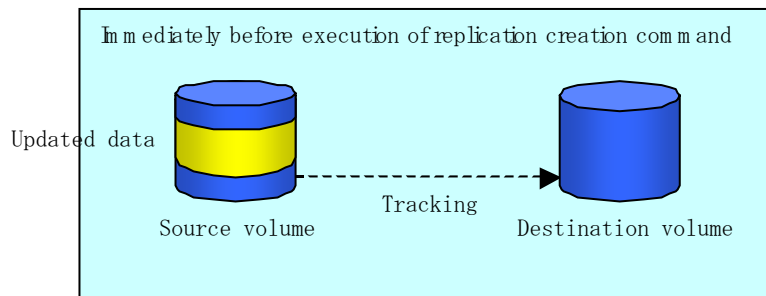 Immediately before execution of replication creation command
Updated data
Tracking
Source volume
Destination volume